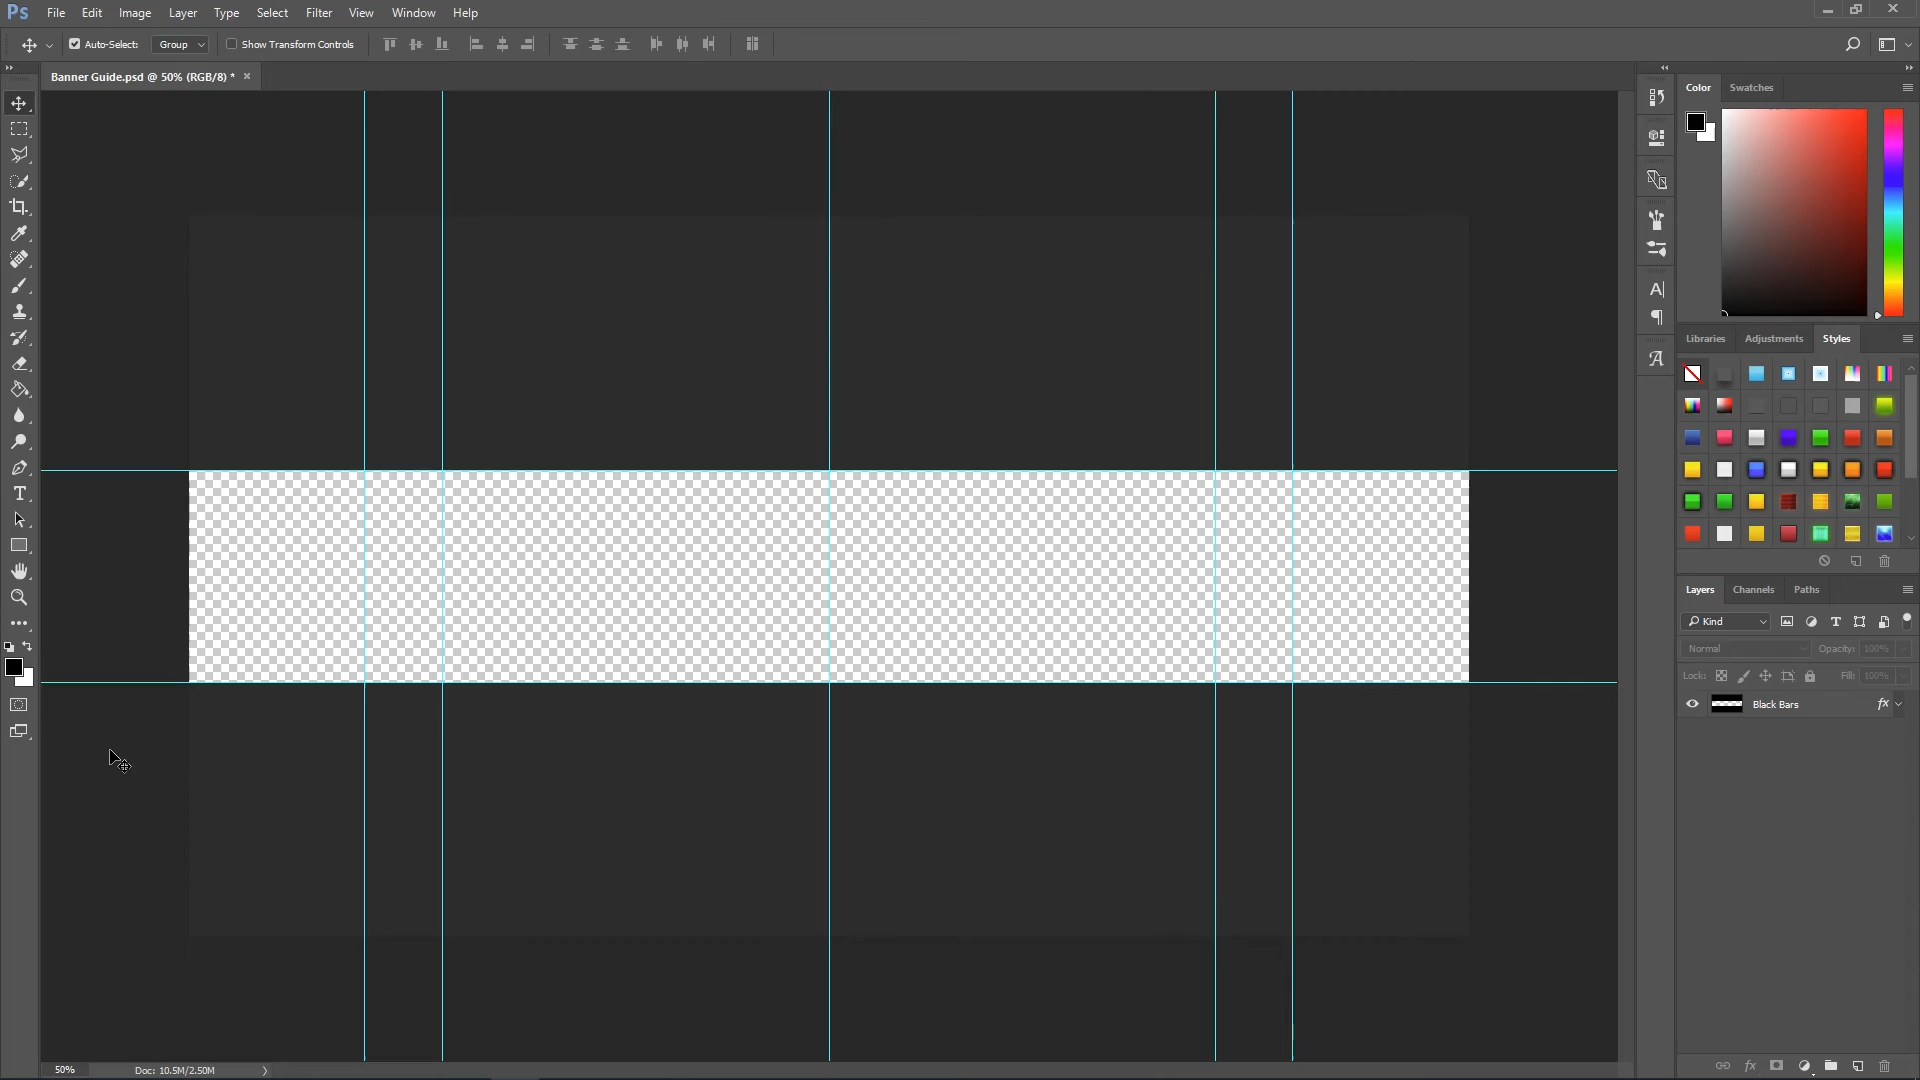 Ps File Edit Image Layer Type Select Filter View Window Help
Auto-Select: Group Show Transform Controls
Banner Guide.psd @ 50% (RGB/8) *
Color Swatches
Libraries Adjustments Styles
Layers Channels Paths
Kind
Normal Opacity: 100%
Lock: Fill: 100%
Black Bars fx
50% Doc: 10.5M/2.50M